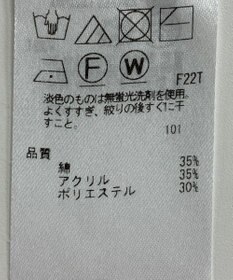 F W
F22T
淡色のものは無蛍光洗剤を使用。
よくすすぎ、絞りの後すぐに干
すこと。
101
品質
綿 35%
アクリル 35%
ポリエステル 30%